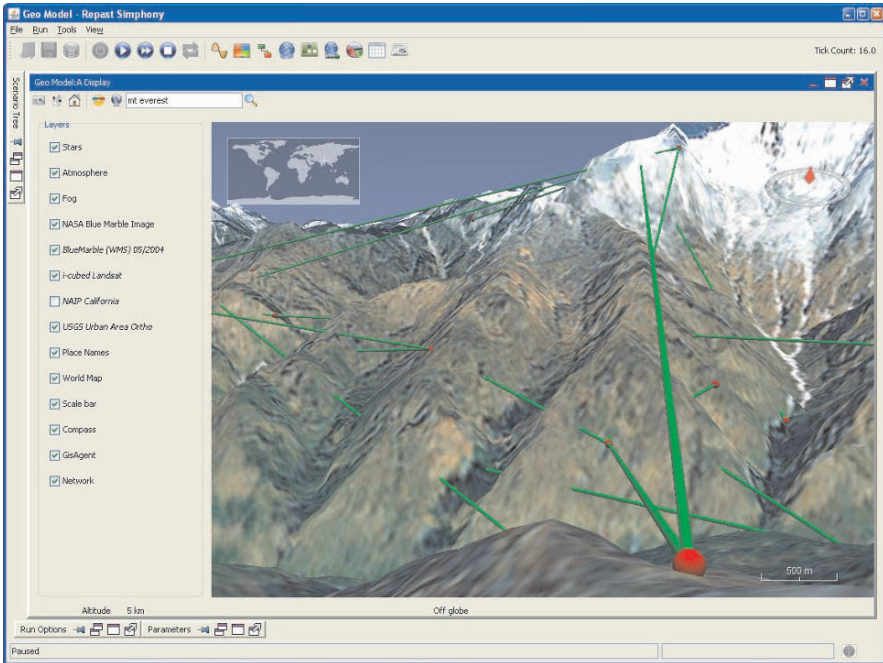 Geo Model - Repast Simphony
File Run Tools View
Tick Count: 16.0
Scenario Tree
Geo Model:A Display
mt everest
Layers
Stars
Atmosphere
Fog
NASA Blue Marble Image
BlueMarble (WMS) 05/2004
i-cubed Landsat
NAIP California
USGS Urban Area Ortho
Place Names
World Map
Scale bar
Compass
GisAgent
Network
500 m
Altitude 5 km Off globe
Run Options Parameters
Paused